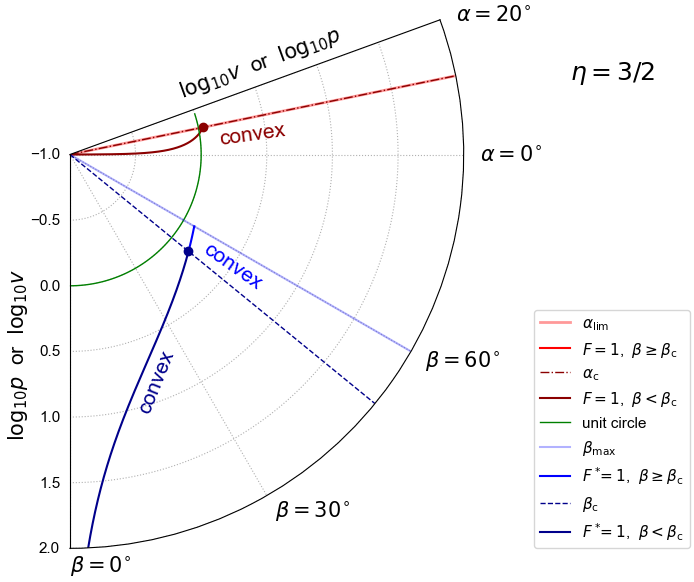 α = 20°
log₁₀v or log₁₀p
η = 3/2
convex
α = 0°
−1.0
−0.5
0.0
0.5
1.0
1.5
2.0
log₁₀p or log₁₀v
convex
convex
β = 60°
β = 30°
β = 0°
α_lim
F = 1, β ≥ β_c
α_c
F = 1, β < β_c
unit circle
β_max
F* = 1, β ≥ β_c
β_c
F* = 1, β < β_c